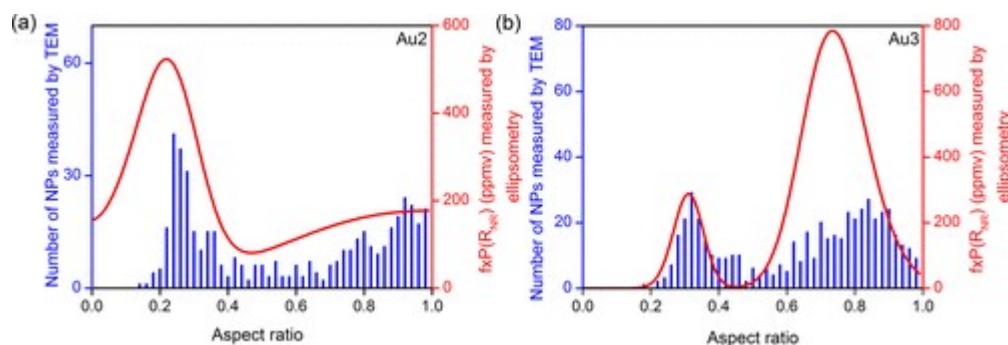 (a)
Au2
Number of NPs measured by TEM
60
30
0
0.0
0.2
0.4
0.6
0.8
1.0
Aspect ratio
600
400
200
0
fxP(R_NR) (ppmv) measured by
ellipsometry
(b)
Au3
Number of NPs measured by TEM
80
60
40
20
0
0.0
0.2
0.4
0.6
0.8
1.0
Aspect ratio
800
600
400
200
0
fxP(R_NR) (ppmv) measured by
ellipsometry